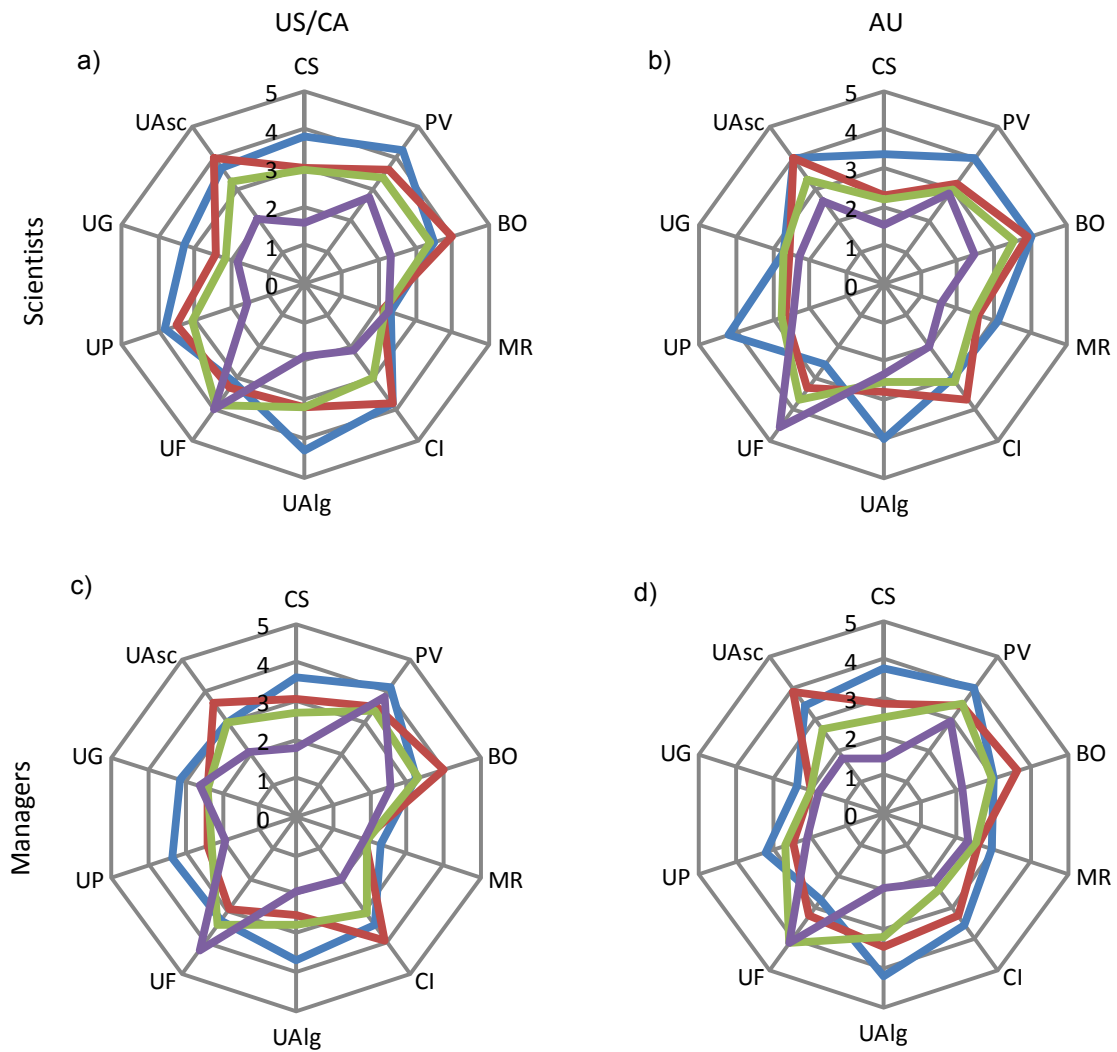 US/CA
AU
a)
CS
5
4
3
2
1
0
PV
BO
MR
CI
UAlg
UF
UP
UG
UAsc
b)
CS
5
4
3
2
1
0
PV
BO
MR
CI
UAlg
UF
UP
UG
UAsc
Scientists
c)
CS
5
4
3
2
1
0
PV
BO
MR
CI
UAlg
UF
UP
UG
UAsc
d)
CS
5
4
3
2
1
0
PV
BO
MR
CI
UAlg
UF
UP
UG
UAsc
Managers